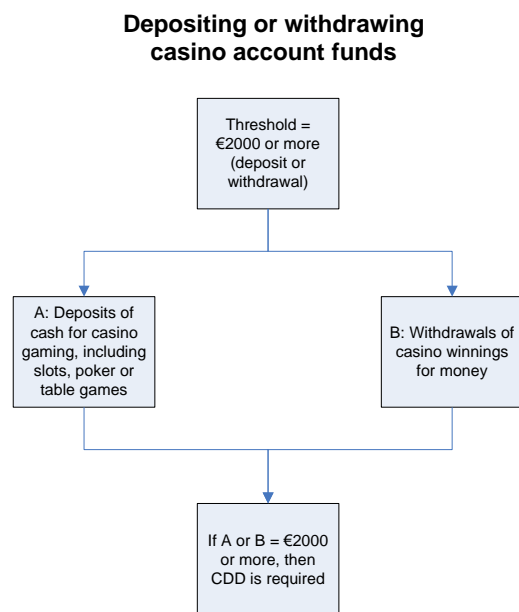 Depositing or withdrawing
casino account funds
Threshold =
€2000 or more
(deposit or
withdrawal)
A: Deposits of
cash for casino
gaming, including
slots, poker or
table games
B: Withdrawals of
casino winnings
for money
If A or B = €2000
or more, then
CDD is required